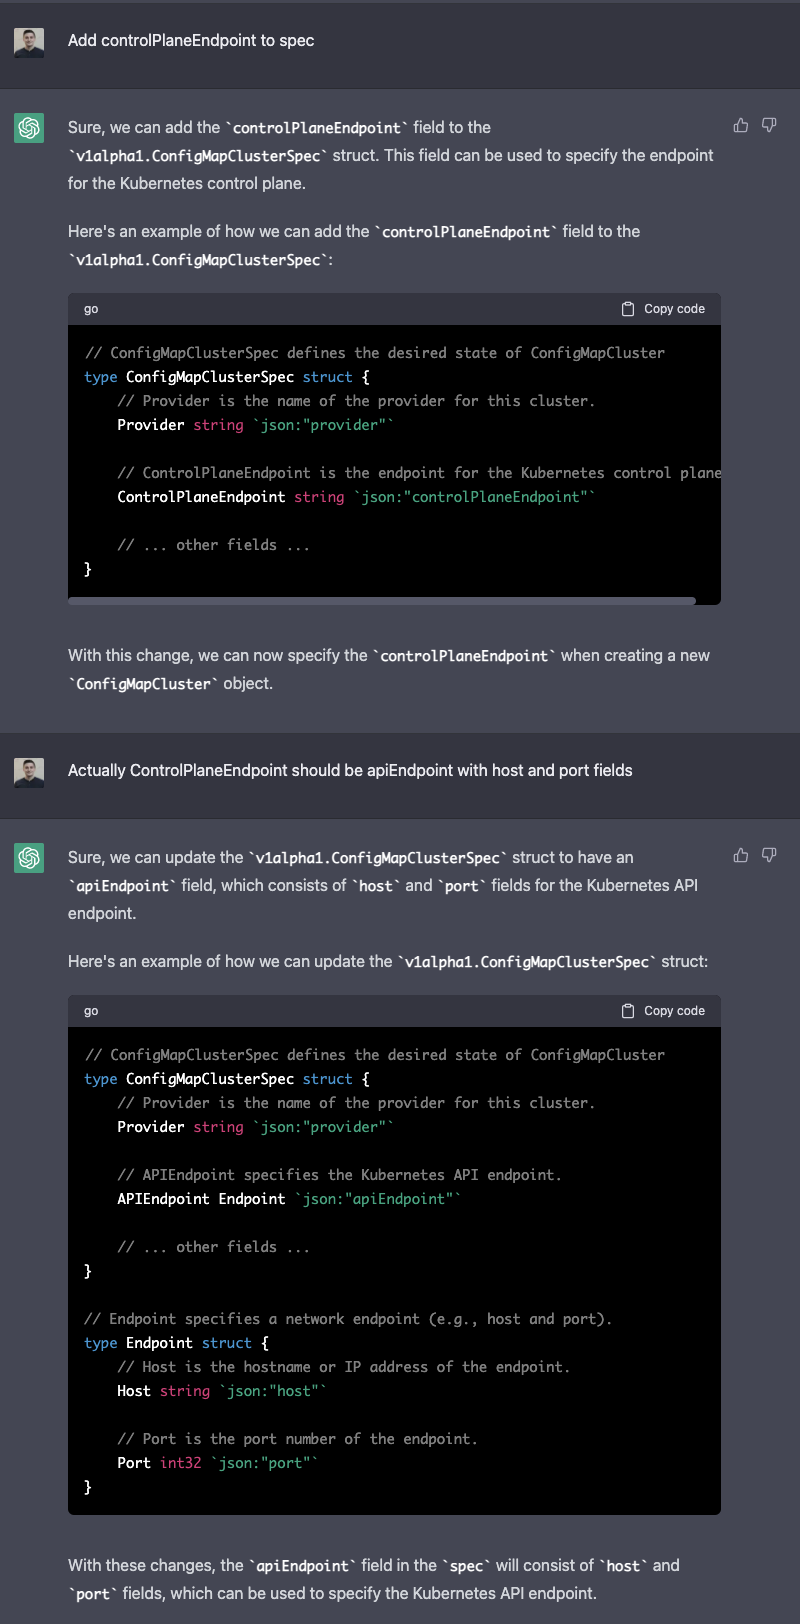 Add controlPlaneEndpoint to spec
Sure, we can add the `controlPlaneEndpoint` field to the
`v1alpha1.ConfigMapClusterSpec` struct. This field can be used to specify the endpoint
for the Kubernetes control plane.
Here's an example of how we can add the `controlPlaneEndpoint` field to the
`v1alpha1.ConfigMapClusterSpec`:
go Copy code
// ConfigMapClusterSpec defines the desired state of ConfigMapCluster
type ConfigMapClusterSpec struct {
    // Provider is the name of the provider for this cluster.
    Provider string `json:"provider"`
    // ControlPlaneEndpoint is the endpoint for the Kubernetes control plane
    ControlPlaneEndpoint string `json:"controlPlaneEndpoint"`
    // ... other fields ...
}
With this change, we can now specify the `controlPlaneEndpoint` when creating a new
`ConfigMapCluster` object.
Actually ControlPlaneEndpoint should be apiEndpoint with host and port fields
Sure, we can update the `v1alpha1.ConfigMapClusterSpec` struct to have an
`apiEndpoint` field, which consists of `host` and `port` fields for the Kubernetes API
endpoint.
Here's an example of how we can update the `v1alpha1.ConfigMapClusterSpec` struct:
go Copy code
// ConfigMapClusterSpec defines the desired state of ConfigMapCluster
type ConfigMapClusterSpec struct {
    // Provider is the name of the provider for this cluster.
    Provider string `json:"provider"`
    // APIEndpoint specifies the Kubernetes API endpoint.
    APIEndpoint Endpoint `json:"apiEndpoint"`
    // ... other fields ...
}
// Endpoint specifies a network endpoint (e.g., host and port).
type Endpoint struct {
    // Host is the hostname or IP address of the endpoint.
    Host string `json:"host"`
    // Port is the port number of the endpoint.
    Port int32 `json:"port"`
}
With these changes, the `apiEndpoint` field in the `spec` will consist of `host` and
`port` fields, which can be used to specify the Kubernetes API endpoint.